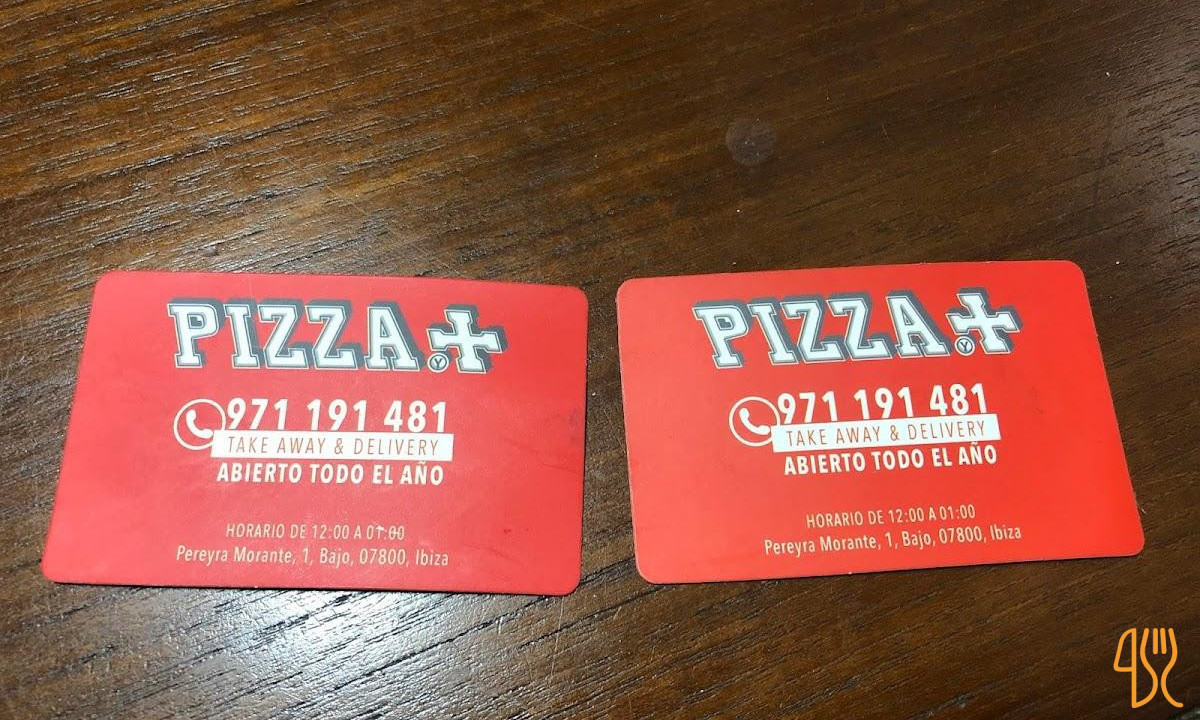 PIZZA.+
Y
971 191 481
TAKE AWAY & DELIVERY
ABIERTO TODO EL AÑO
HORARIO DE 12:00 A 01:00
Pereyra Morante, 1, Bajo, 07800, Ibiza
PIZZA.+
Y
971 191 481
TAKE AWAY & DELIVERY
ABIERTO TODO EL AÑO
HORARIO DE 12:00 A 01:00
Pereyra Morante, 1, Bajo, 07800, Ibiza